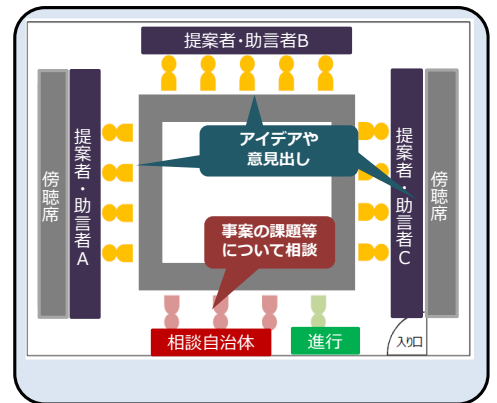 提案者・助言者B
傍聴席
提案者・助言者A
アイデアや
意見出し
提案者・助言者C
傍聴席
事案の課題等
について相談
相談自治体
進行
入り口